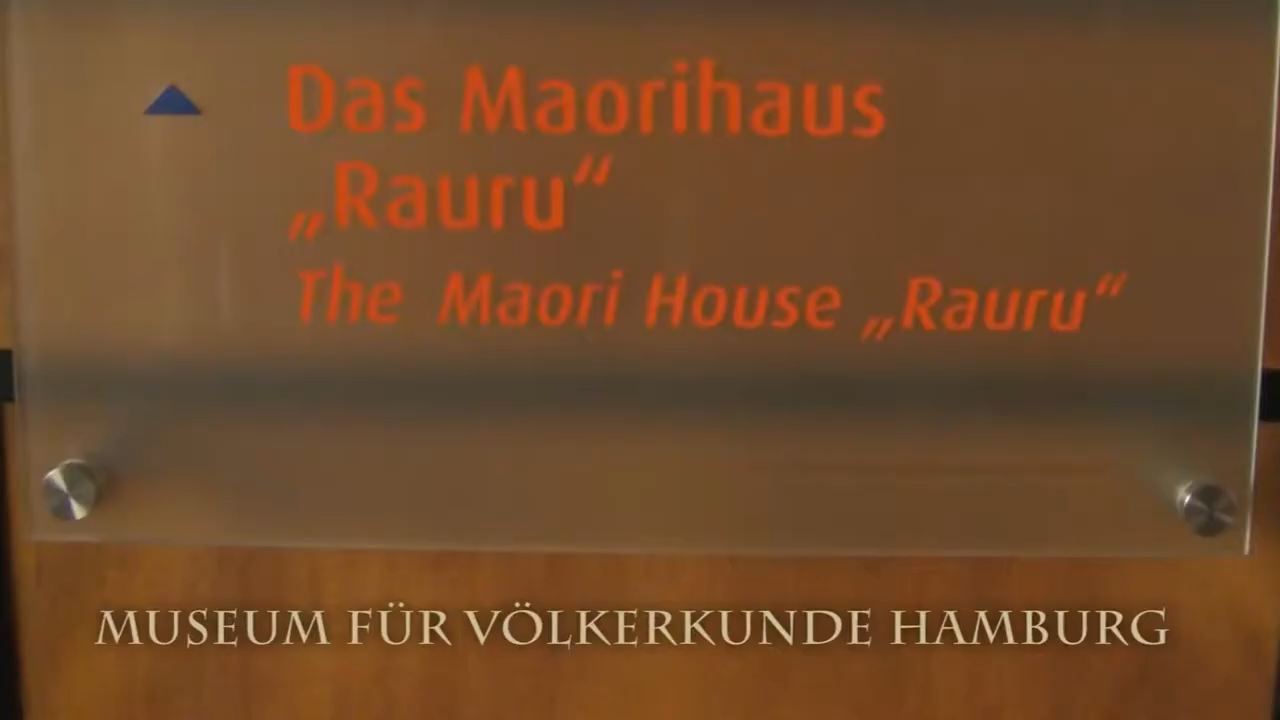 Das Maorihaus
„Rauru“
The Maori House „Rauru“
MUSEUM FÜR VÖLKERKUNDE HAMBURG